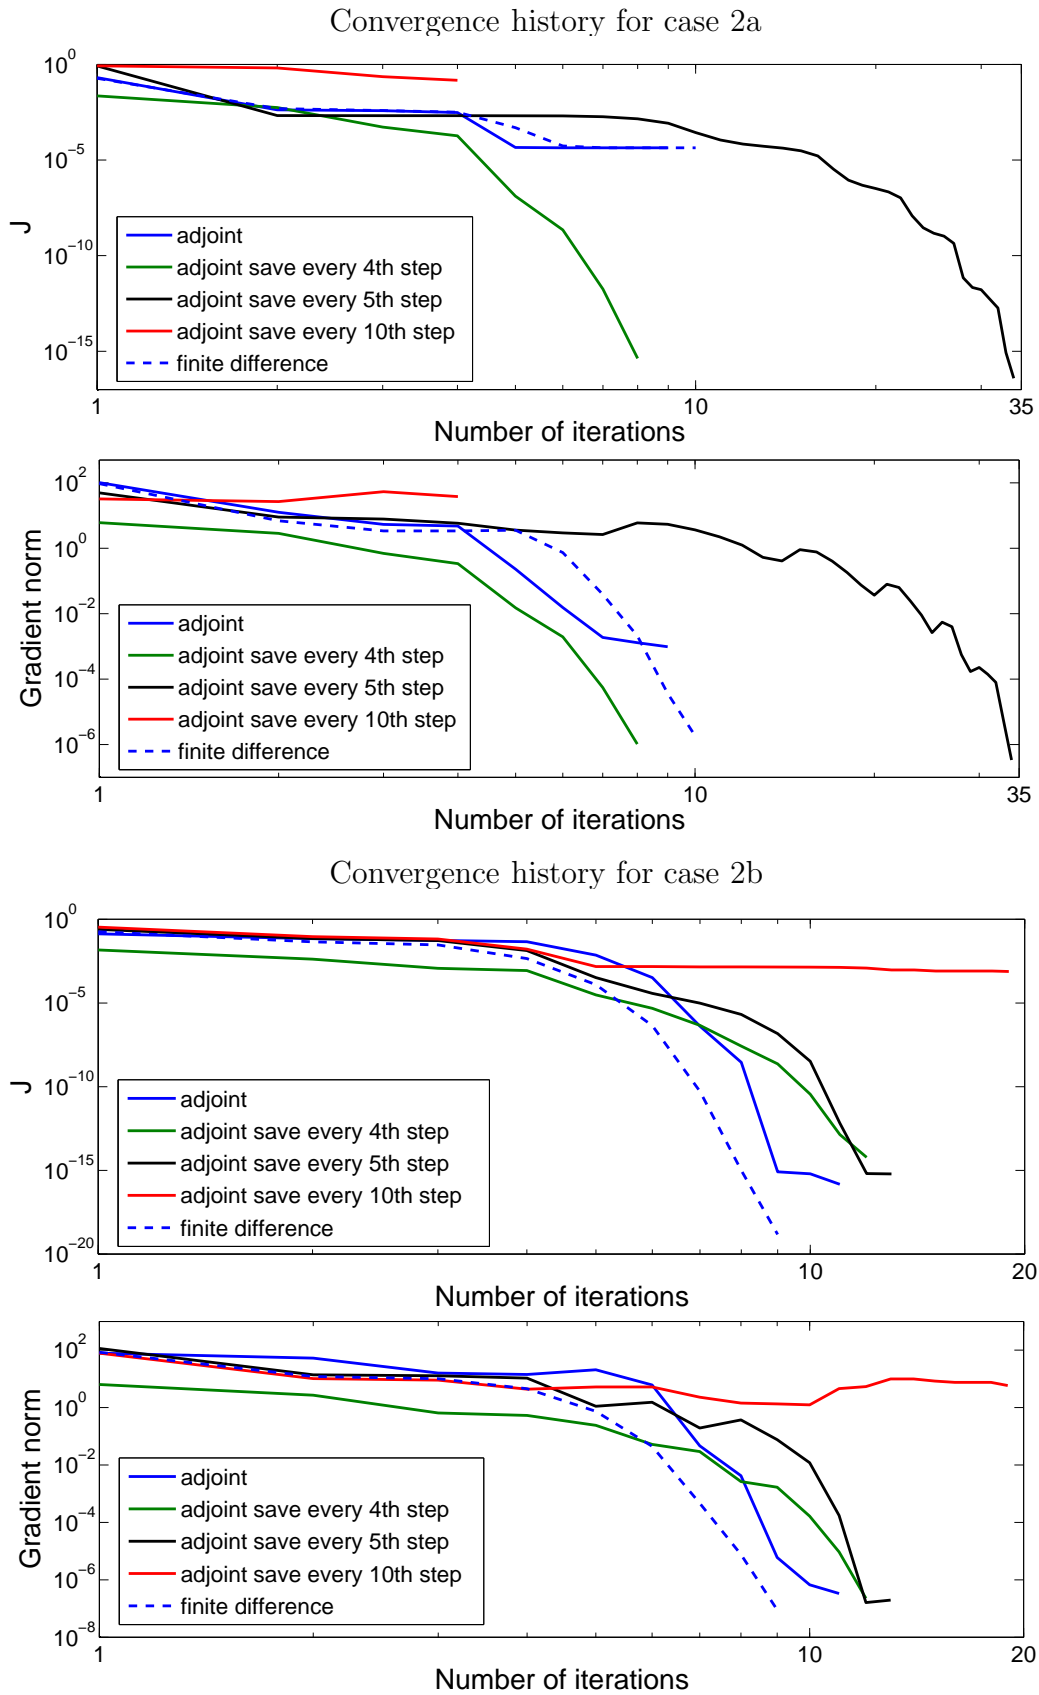 Convergence history for case 2a
10^0
10^−5
10^−10
10^−15
J
adjoint
adjoint save every 4th step
adjoint save every 5th step
adjoint save every 10th step
finite difference
1 10 35
Number of iterations
10^2
10^0
10^−2
10^−4
10^−6
Gradient norm
adjoint
adjoint save every 4th step
adjoint save every 5th step
adjoint save every 10th step
finite difference
1 10 35
Number of iterations
Convergence history for case 2b
10^0
10^−5
10^−10
10^−15
10^−20
J
adjoint
adjoint save every 4th step
adjoint save every 5th step
adjoint save every 10th step
finite difference
1 10 20
Number of iterations
10^2
10^0
10^−2
10^−4
10^−6
10^−8
Gradient norm
adjoint
adjoint save every 4th step
adjoint save every 5th step
adjoint save every 10th step
finite difference
1 10 20
Number of iterations